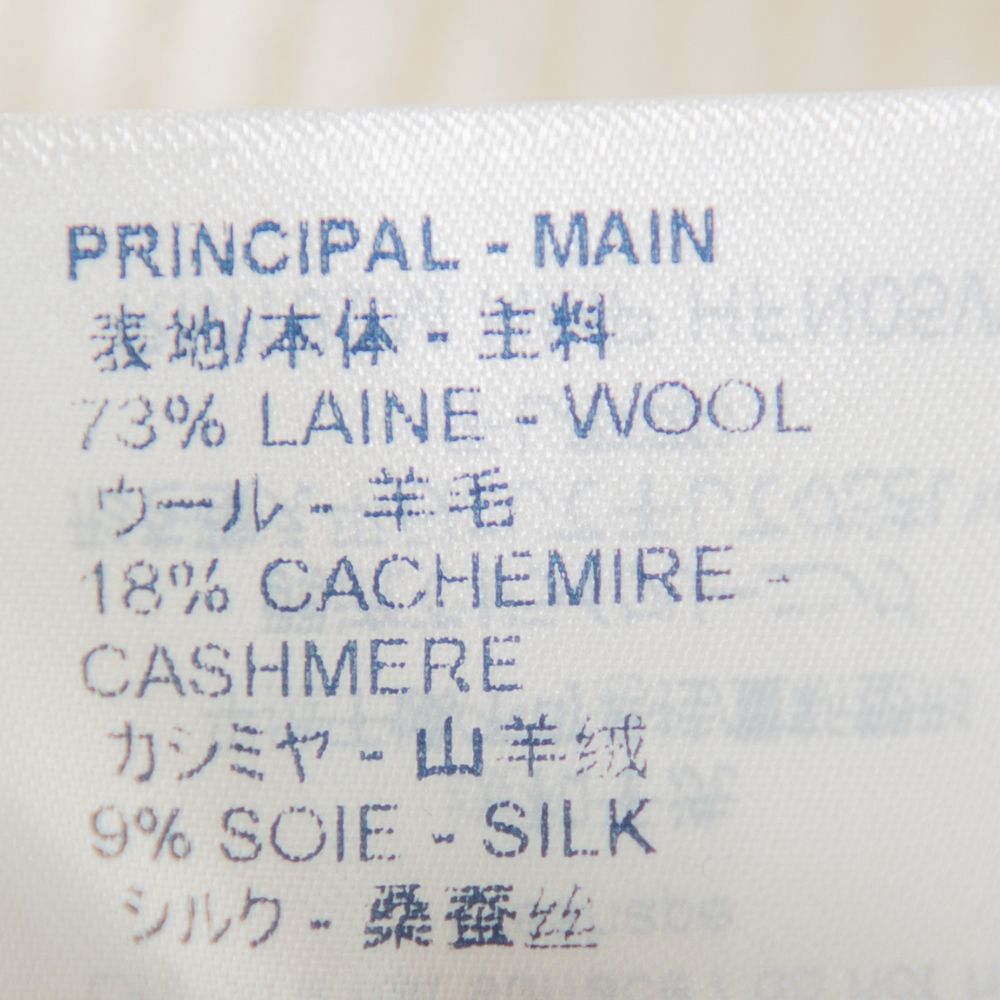 PRINCIPAL - MAIN
表地/本体 - 主料
73% LAINE - WOOL
ウール - 羊毛
18% CACHEMIRE -
CASHMERE
カシミヤ - 山羊绒
9% SOIE - SILK
シルク - 桑蚕丝